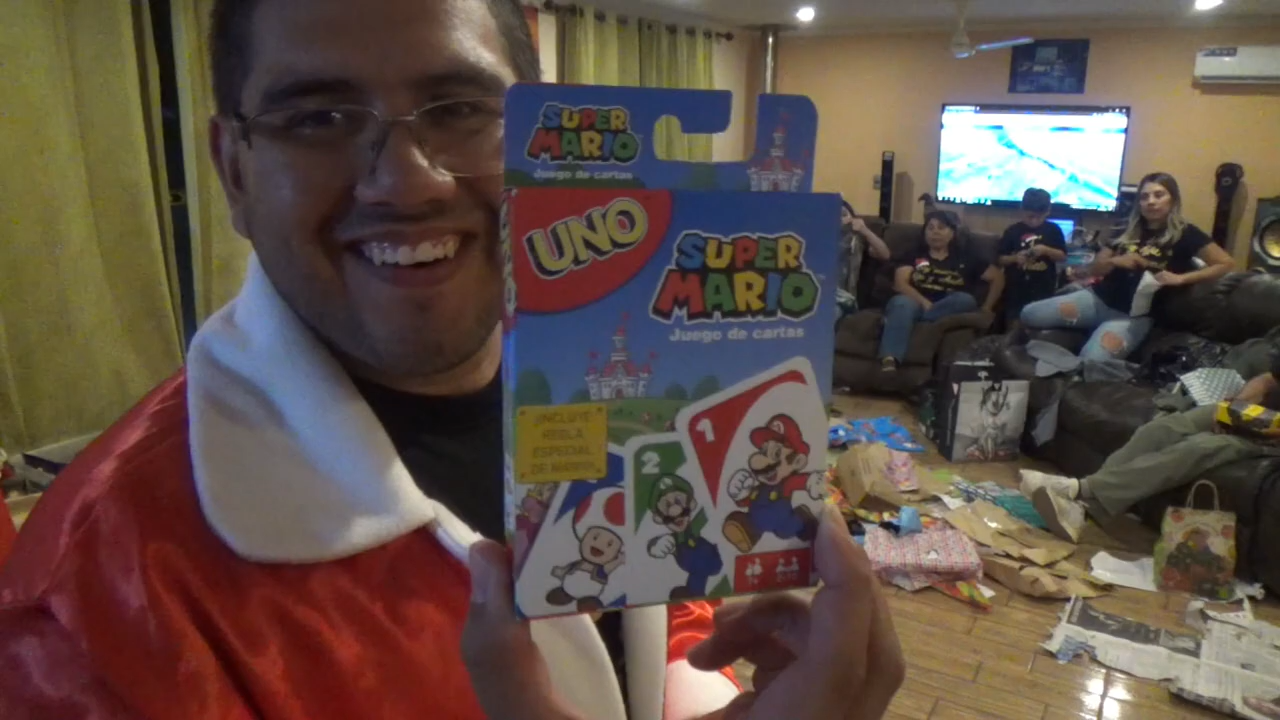 SUPER
MARIO
Juego de cartas
UNO
SUPER
MARIO
Juego de cartas
¡INCLUYE
REGLA
ESPECIAL
DE MARIO!
1
2